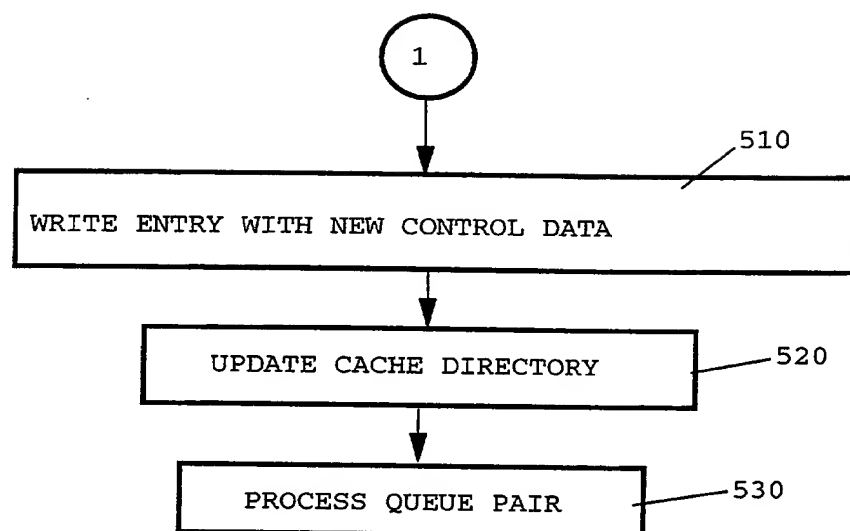 1
510
WRITE ENTRY WITH NEW CONTROL DATA
UPDATE CACHE DIRECTORY
520
PROCESS QUEUE PAIR
530